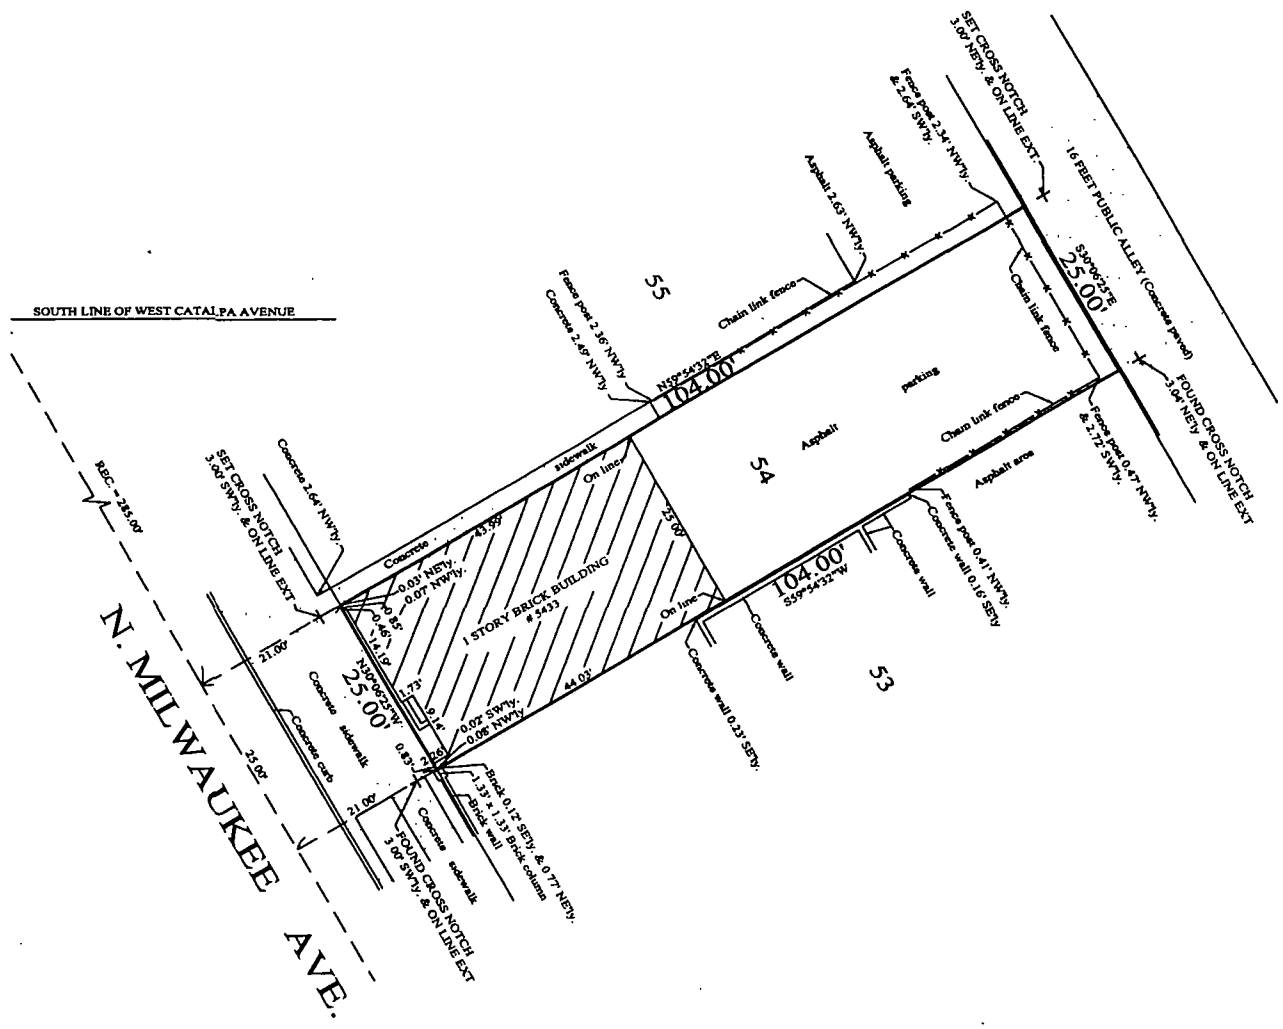 SET CROSS NOTCH
3.00' NE'ly. & ON LINE EXT.
16 FEET PUBLIC ALLEY (Concrete paved)
Fence post 2.34' NW'ly.
& 2.64' SW'ly.
Asphalt parking
Asphalt 2.63' NW'ly.
S30°06'25"E
25.00'
Chain link fence
55
Chain link fence
Fence post 2 36' NW'ly
Concrete 2.49' NW'ly
SOUTH LINE OF WEST CATALPA AVENUE
N59°54'32"E
104.00'
parking
Asphalt
Chain link fence
Asphalt area
FOUND CROSS NOTCH
3.04' NE'ly & ON LINE EXT
Fence post 0.47' NW'ly.
& 2.72' SW'ly.
54
sidewalk
On line
Concrete 2.64' NW'ly.
SET CROSS NOTCH
3.00' SW'ly. & ON LINE EXT
REC. = 285.00'
Concrete
43.99'
25 00'
Fence post 0.41' NW'ly.
Concrete wall 0.16' SE'ly
Concrete wall
104.00'
S59°54'32"W
0.03' NE'ly.
0.07' NW'ly.
0.85'
0.46'
14.19'
1 STORY BRICK BUILDING
# 5433
On line
Concrete wall
53
Concrete wall 0.23' SE'ly.
21.00'
N30°06'25"W
25.00'
1.73'
9.14'
44 03'
0.02' SW'ly.
0.08' NW'ly
Concrete sidewalk
Concrete curb
0.83'
2 26'
Brick 0.12' SE'ly. & 0 77' NE'ly.
1.33' x 1.33' Brick column
Brick wall
25.00'
21 00'
Concrete sidewalk
FOUND CROSS NOTCH
3 00' SW'ly. & ON LINE EXT
N. MILWAUKEE AVE.